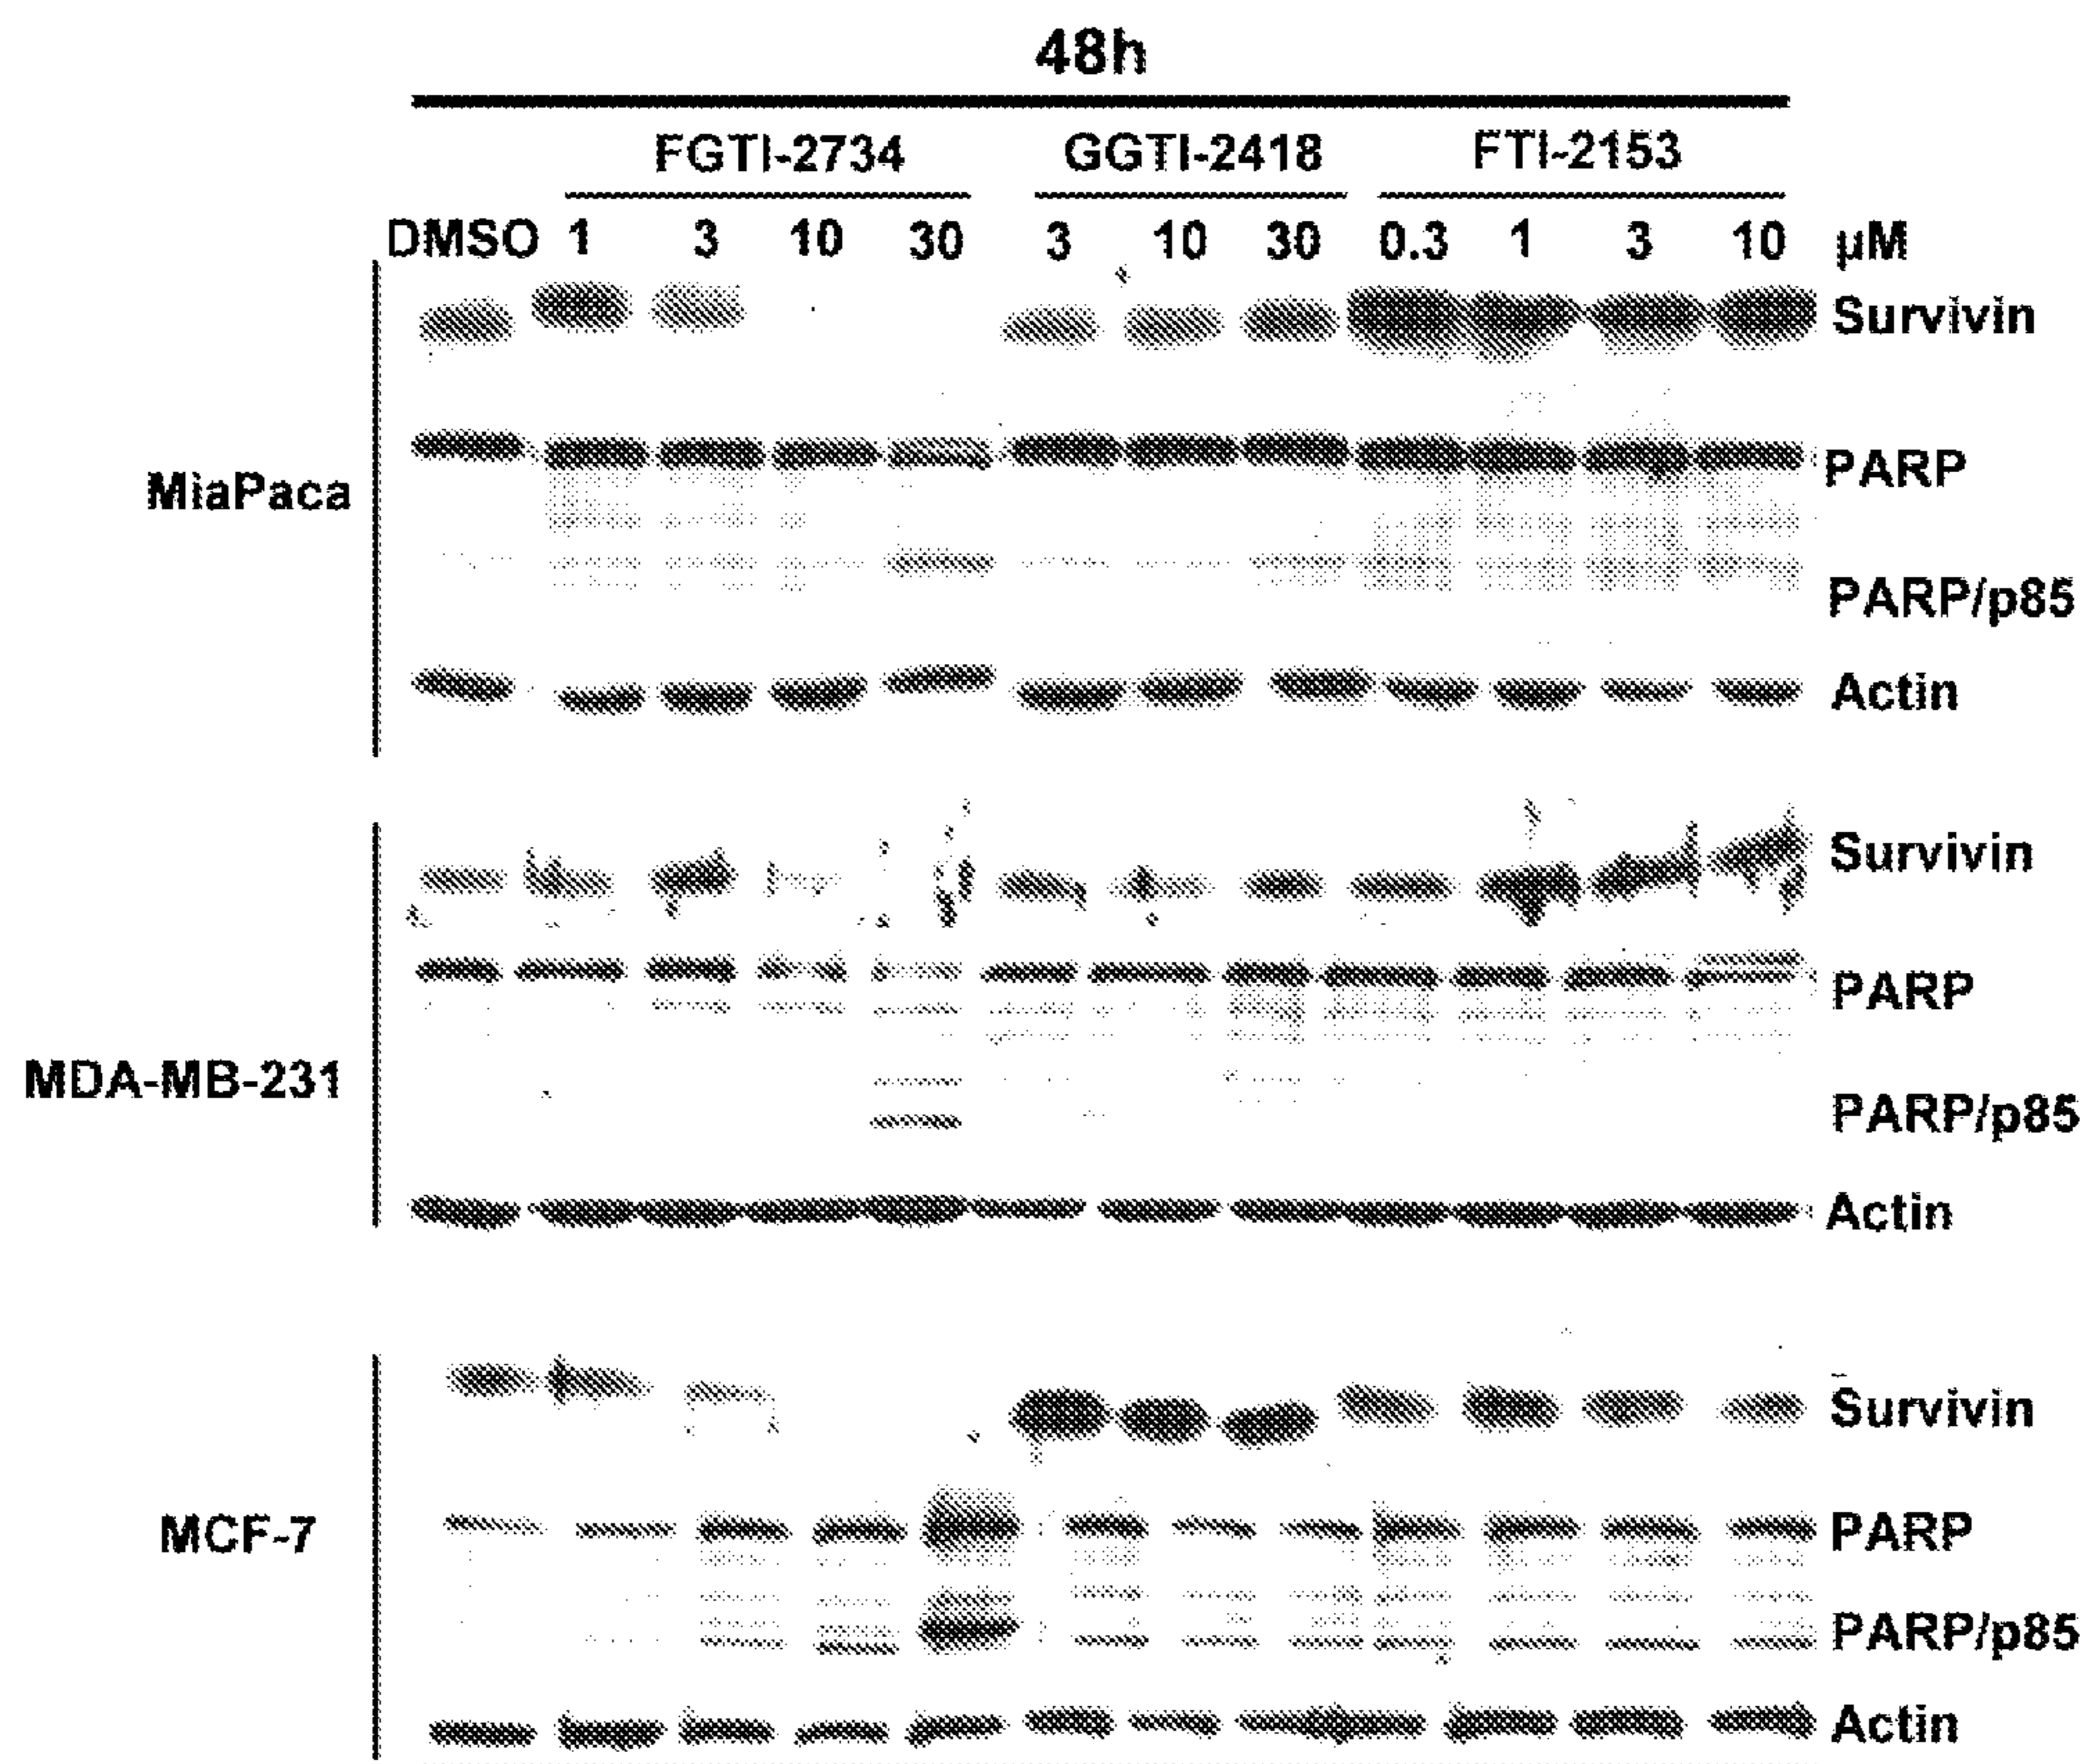 48h
FGTI-2734 GGTI-2418 FTI-2153
DMSO 1 3 10 30 3 10 30 0.3 1 3 10 µM
Survivin
PARP
MiaPaca
PARP/p85
Actin
Survivin
PARP
MDA-MB-231
PARP/p85
Actin
Survivin
PARP
MCF-7
PARP/p85
Actin